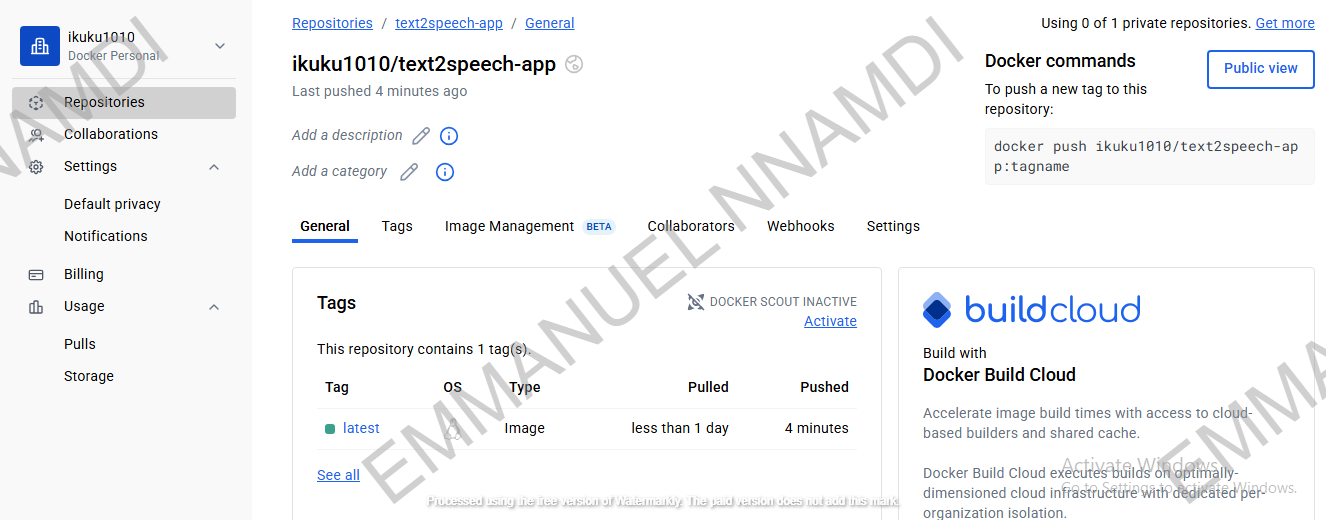 ikuku1010
Docker Personal
Repositories
Collaborations
Settings
Default privacy
Notifications
Billing
Usage
Pulls
Storage
Repositories / text2speech-app / General
Using 0 of 1 private repositories. Get more
ikuku1010/text2speech-app
Last pushed 4 minutes ago
Add a description
Add a category
Docker commands
Public view
To push a new tag to this
repository:
docker push ikuku1010/text2speech-ap
p:tagname
General Tags Image Management BETA Collaborators Webhooks Settings
Tags
DOCKER SCOUT INACTIVE
Activate
This repository contains 1 tag(s).
Tag OS Type Pulled Pushed
latest Image less than 1 day 4 minutes
See all
buildcloud
Build with
Docker Build Cloud
Accelerate image build times with access to cloud-
based builders and shared cache.
Docker Build Cloud executes builds on optimally-
dimensioned cloud infrastructure with dedicated per-
organization isolation.
Activate Windows
Go to Settings to activate Windows.
NNAMDI
EMMANUEL NNAMDI
EMMA
Processed using the free version of Watermarkly. The paid version does not add this mark.